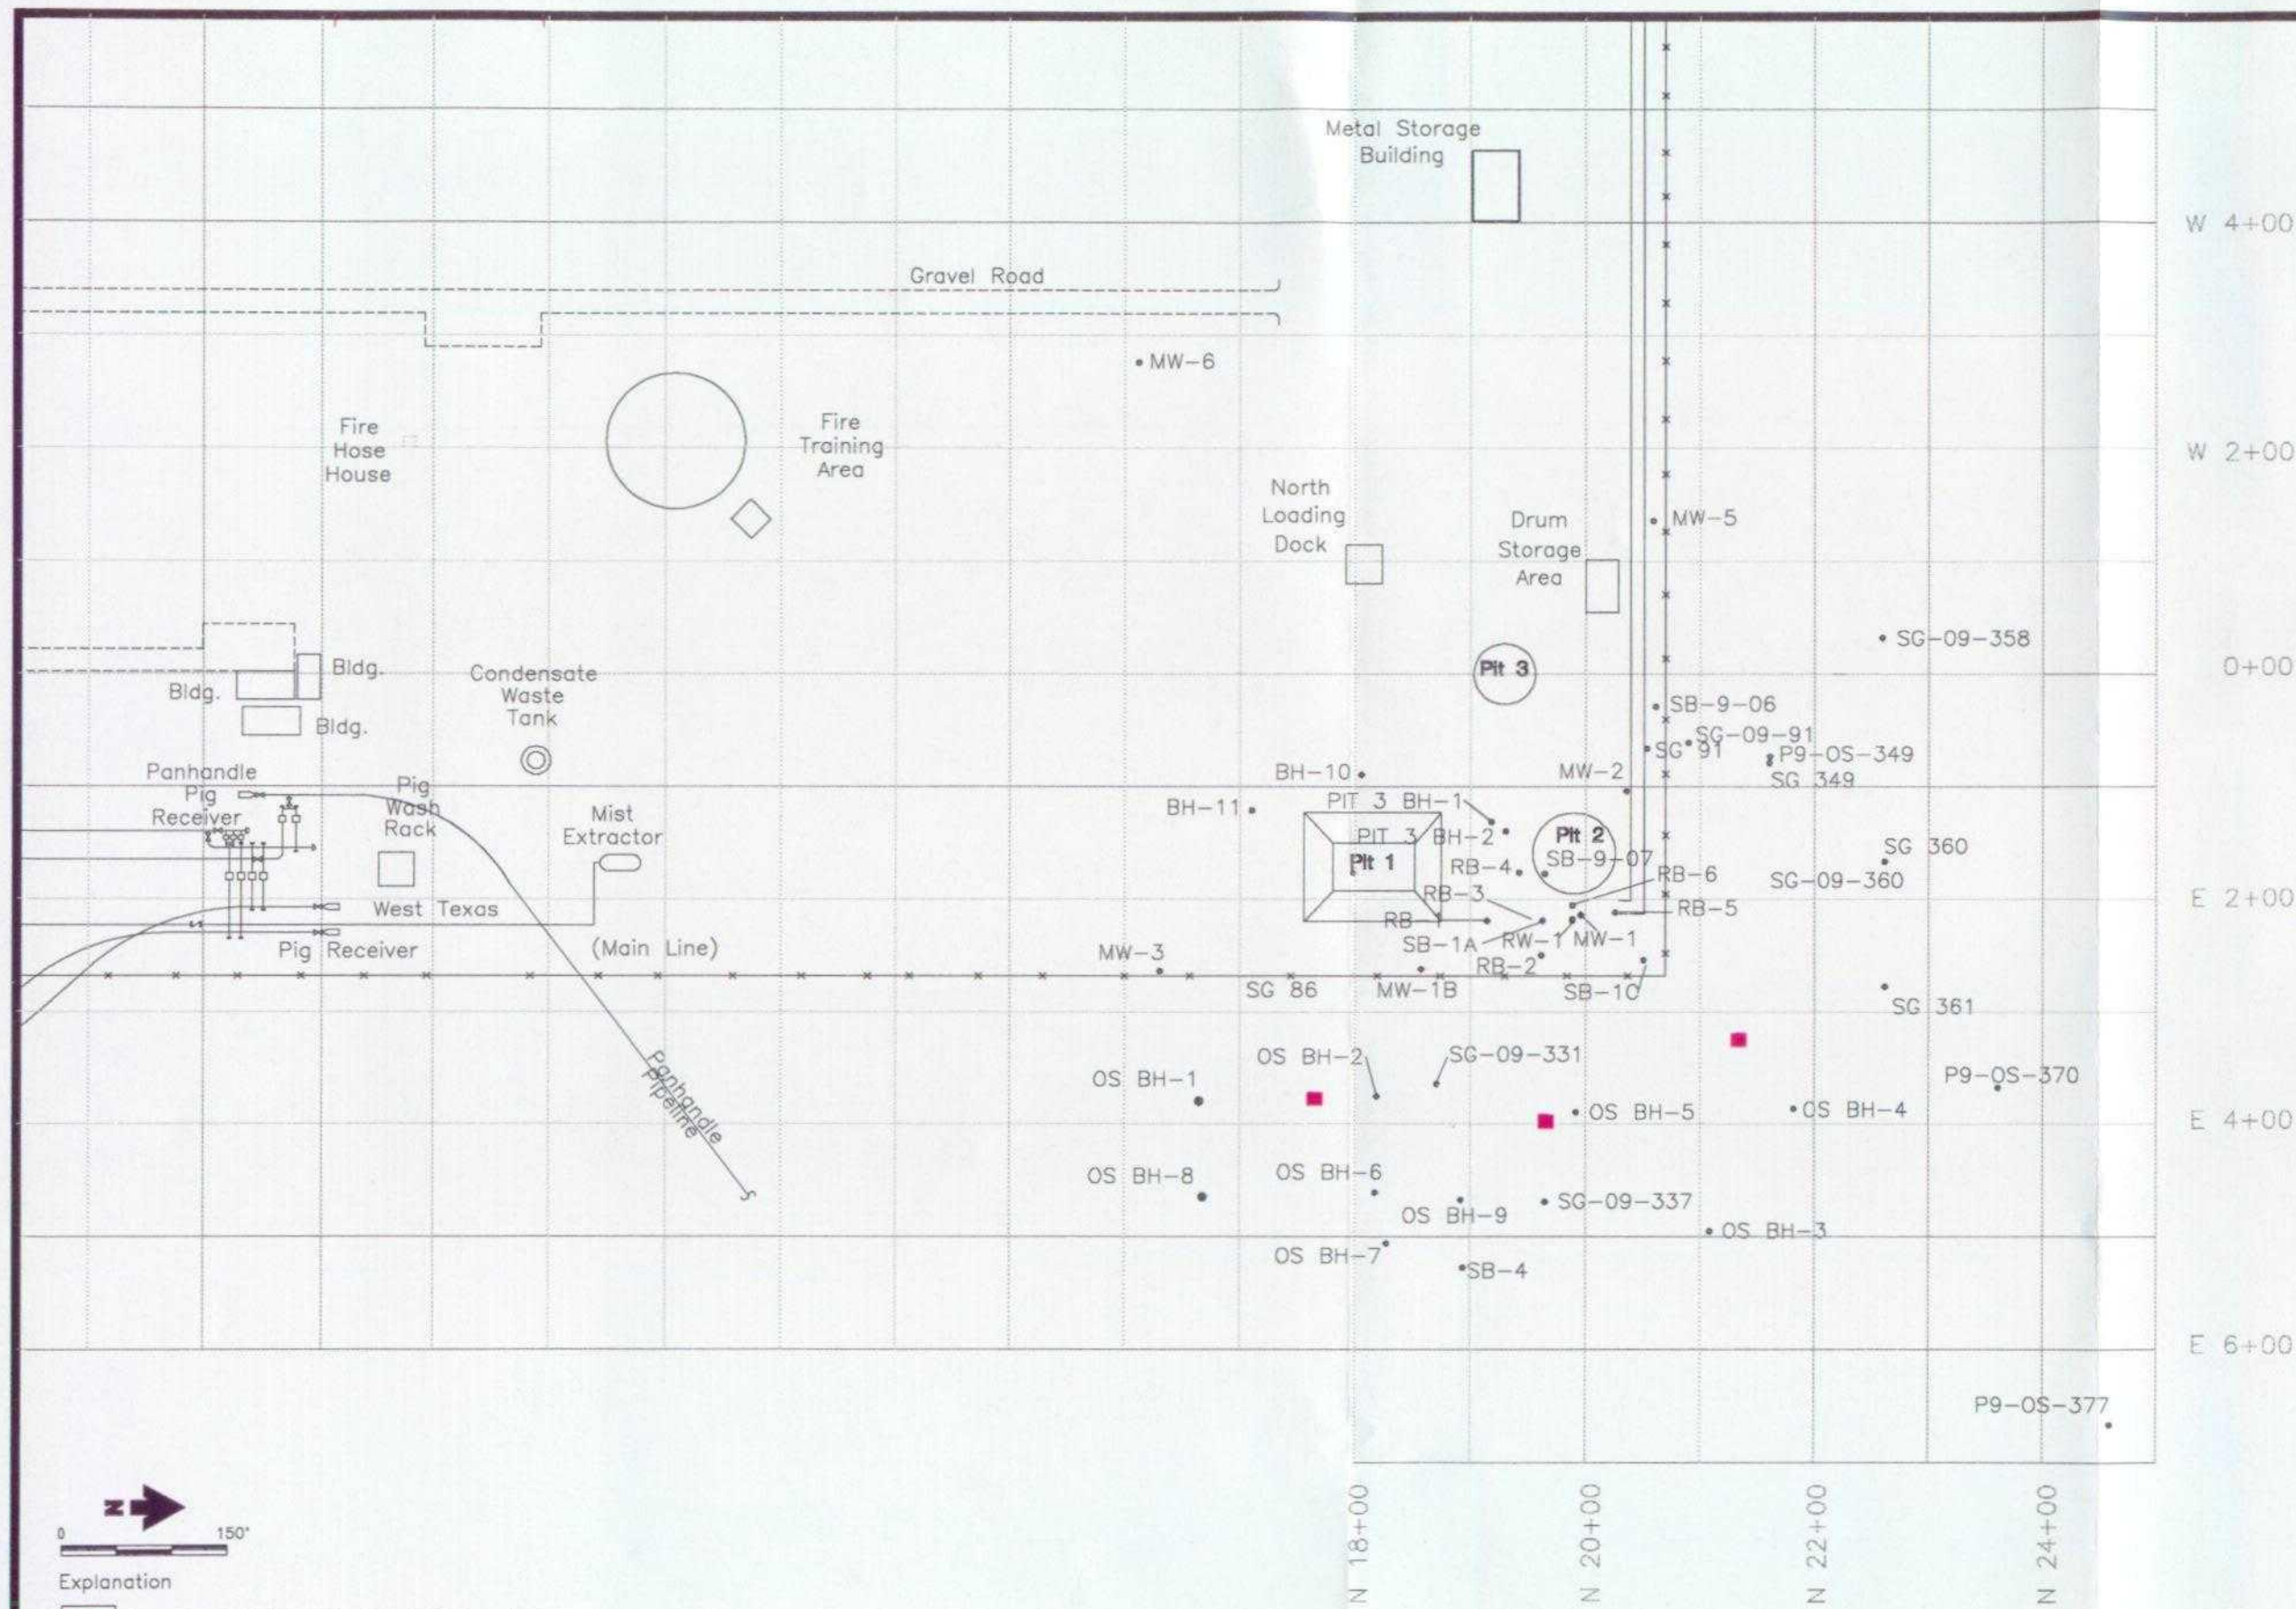 Metal Storage
Building
W 4+00
Gravel Road
MW-6
Fire
Hose
House
Fire
Training
Area
W 2+00
North
Loading
Dock
Drum
Storage
Area
MW-5
SG-09-358
0+00
Pit 3
Bldg.
Bldg.
Bldg.
Condensate
Waste
Tank
SB-9-06
SG-09-91
SG 91
P9-OS-349
SG 349
Panhandle
Pig
Receiver
Pig
Wash
Rack
Mist
Extractor
BH-10
MW-2
BH-11
PIT 3 BH-1
PIT 3 BH-2
Pit 2
Pit 1
SB-9-07
RB-4
RB-6
SG 360
SG-09-360
RB-3
RB-5
E 2+00
West Texas
Pig Receiver
(Main Line)
RB-1
SB-1A
RW-1
MW-1
MW-3
RB-2
SG 86
MW-1B
SB-10
SG 361
Panhandle
Pipeline
OS BH-2
SG-09-331
OS BH-1
P9-OS-370
OS BH-5
OS BH-4
E 4+00
OS BH-8
OS BH-6
OS BH-9
SG-09-337
OS BH-3
OS BH-7
SB-4
E 6+00
P9-OS-377
N
0 150'
Explanation
N 18+00
N 20+00
N 22+00
N 24+00